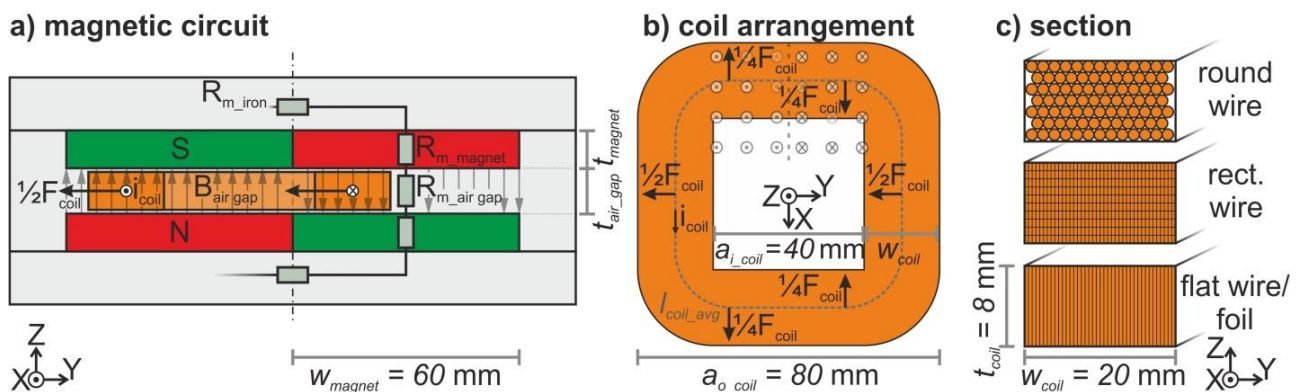 a) magnetic circuit
R_m_iron
S
R_m_magnet
t_magnet
½F_coil
i_coil
B_air gap
R_m_air gap
t_air_gap
N
Z
X
Y
w_magnet = 60 mm
b) coil arrangement
¼F_coil
¼F_coil
½F_coil
½F_coil
i_coil
Z
Y
X
a_i_coil = 40 mm
w_coil
¼F_coil
l_coil_avg
¼F_coil
a_o_coil = 80 mm
c) section
round
wire
rect.
wire
flat wire/
foil
t_coil = 8 mm
w_coil = 20 mm
Z
X
Y